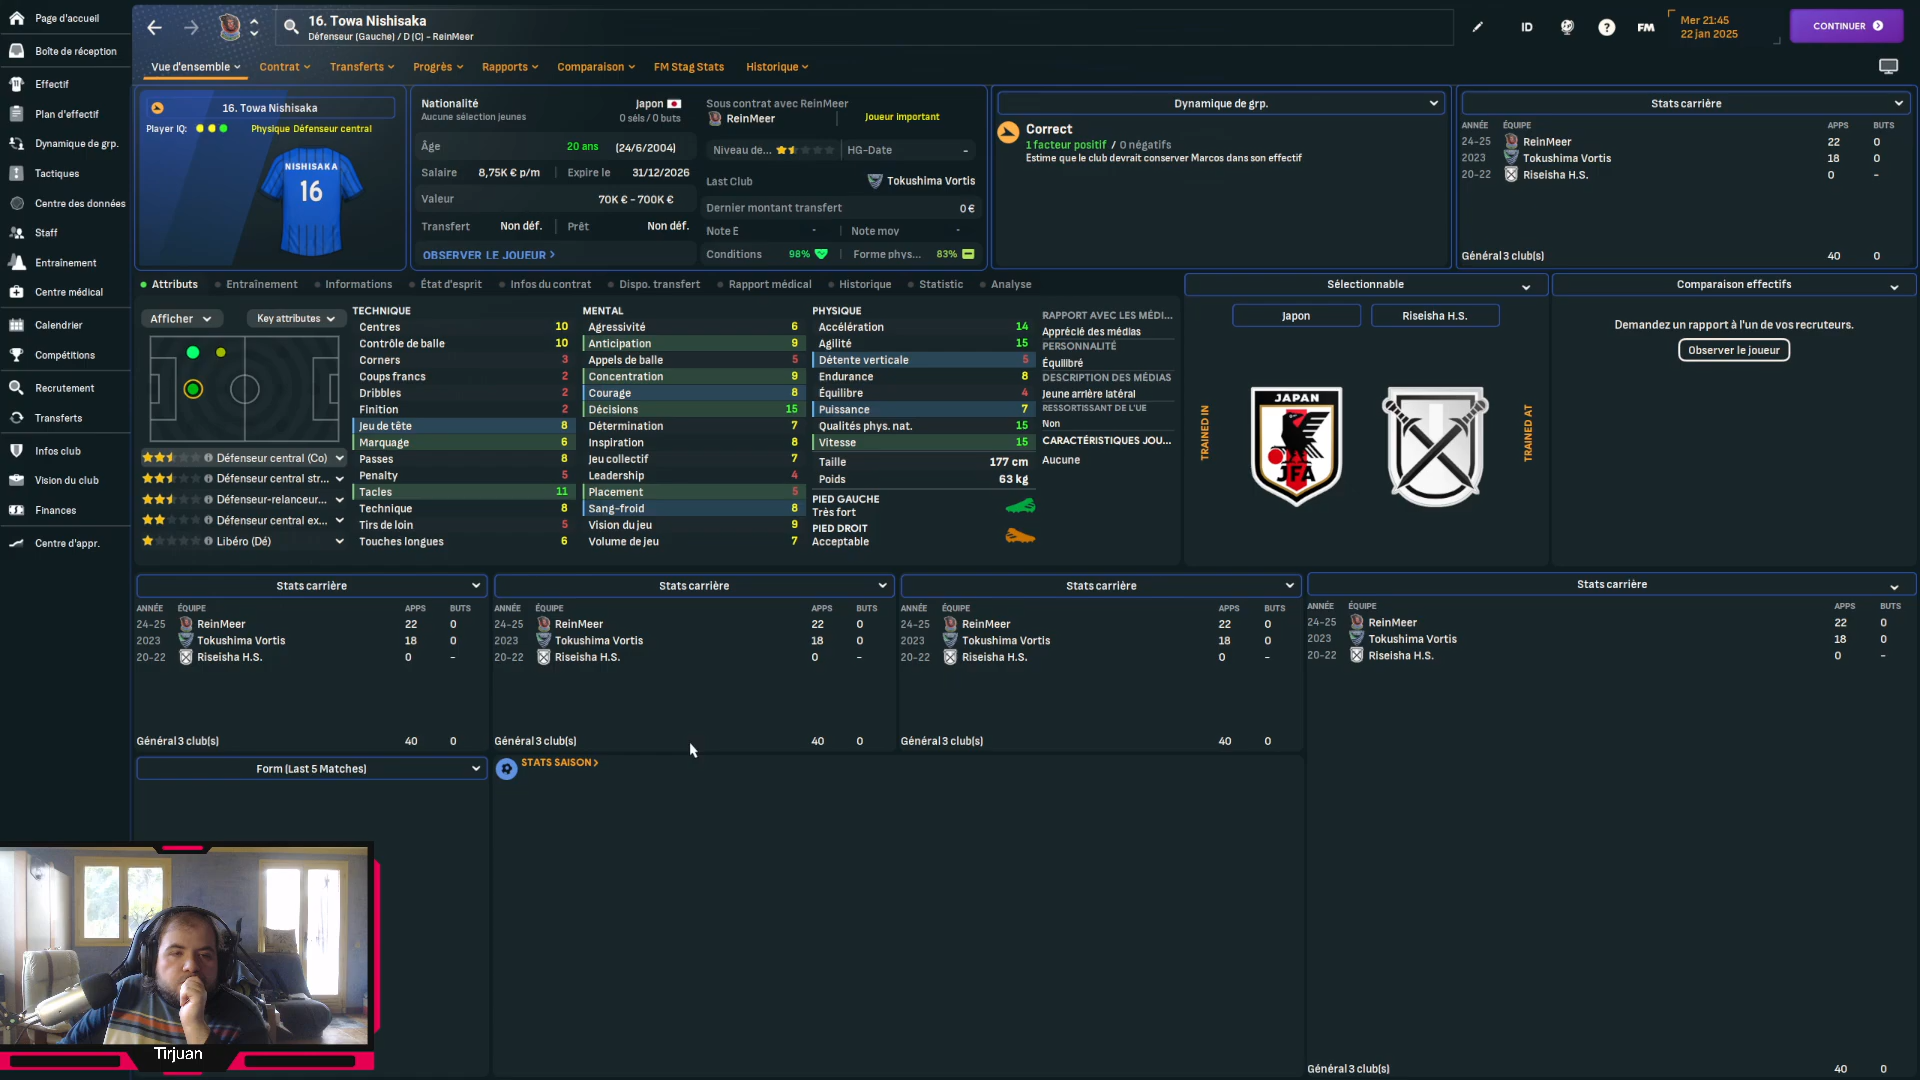 Page d'accueil
Boîte de réception
Effectif
Plan d'effectif
Dynamique de grp.
Tactiques
Centre des données
Staff
Entraînement
Centre médical
Calendrier
Compétitions
Recrutement
Transferts
Infos club
Vision du club
Finances
Centre d'appr.
16. Towa Nishisaka
Défenseur (Gauche) / D (C) - ReinMeer
ID
?
FM
Mer 21:45
22 jan 2025
CONTINUER
Vue d'ensemble
Contrat
Transferts
Progrès
Rapports
Comparaison
FM Stag Stats
Historique
16. Towa Nishisaka
Player IQ:
Physique Défenseur central
NISHISAKA
16
Nationalité
Japon
Aucune sélection jeunes
0 séls / 0 buts
Âge
20 ans
(24/6/2004)
Salaire
8,75K € p/m
Expire le
31/12/2026
Valeur
70K € - 700K €
Transfert
Non déf.
Prêt
Non déf.
OBSERVER LE JOUEUR >
Sous contrat avec ReinMeer
ReinMeer
Joueur important
Niveau de...
HG-Date
-
Last Club
Tokushima Vortis
Dernier montant transfert
0 €
Note E
-
Note moy
-
Conditions
98%
Forme phys...
83%
Dynamique de grp.
Correct
1 facteur positif / 0 négatifs
Estime que le club devrait conserver Marcos dans son effectif
Stats carrière
ANNÉE ÉQUIPE APPS BUTS
24-25 ReinMeer 22 0
2023 Tokushima Vortis 18 0
20-22 Riseisha H.S. 0 -
Général 3 club(s) 40 0
Attributs
Entraînement
Informations
État d'esprit
Infos du contrat
Dispo. transfert
Rapport médical
Historique
Statistic
Analyse
Afficher
Key attributes
Défenseur central (Co)
Défenseur central str...
Défenseur-relanceur...
Défenseur central ex...
Libéro (Dé)
TECHNIQUE
Centres 10
Contrôle de balle 10
Corners 3
Coups francs 2
Dribbles 2
Finition 2
Jeu de tête 8
Marquage 6
Passes 8
Penalty 5
Tacles 11
Technique 8
Tirs de loin 5
Touches longues 6
MENTAL
Agressivité 6
Anticipation 9
Appels de balle 5
Concentration 9
Courage 8
Décisions 15
Détermination 7
Inspiration 8
Jeu collectif 7
Leadership 4
Placement 5
Sang-froid 8
Vision du jeu 9
Volume de jeu 7
PHYSIQUE
Accélération 14
Agilité 15
Détente verticale 5
Endurance 8
Équilibre 4
Puissance 7
Qualités phys. nat. 15
Vitesse 15
Taille 177 cm
Poids 63 kg
PIED GAUCHE
Très fort
PIED DROIT
Acceptable
RAPPORT AVEC LES MÉDI...
Apprécié des médias
PERSONNALITÉ
Équilibré
DESCRIPTION DES MÉDIAS
Jeune arrière latéral
RESSORTISSANT DE L'UE
Non
CARACTÉRISTIQUES JOU...
Aucune
Sélectionnable
Japon
Riseisha H.S.
TRAINED IN
JAPAN
JFA
TRAINED AT
Comparaison effectifs
Demandez un rapport à l'un de vos recruteurs.
Observer le joueur
Stats carrière
ANNÉE ÉQUIPE APPS BUTS
24-25 ReinMeer 22 0
2023 Tokushima Vortis 18 0
20-22 Riseisha H.S. 0 -
Général 3 club(s) 40 0
Stats carrière
ANNÉE ÉQUIPE APPS BUTS
24-25 ReinMeer 22 0
2023 Tokushima Vortis 18 0
20-22 Riseisha H.S. 0 -
Général 3 club(s) 40 0
Stats carrière
ANNÉE ÉQUIPE APPS BUTS
24-25 ReinMeer 22 0
2023 Tokushima Vortis 18 0
20-22 Riseisha H.S. 0 -
Général 3 club(s) 40 0
Stats carrière
ANNÉE ÉQUIPE APPS BUTS
24-25 ReinMeer 22 0
2023 Tokushima Vortis 18 0
20-22 Riseisha H.S. 0 -
Général 3 club(s) 40 0
Form (Last 5 Matches)
STATS SAISON >
Tirjuan